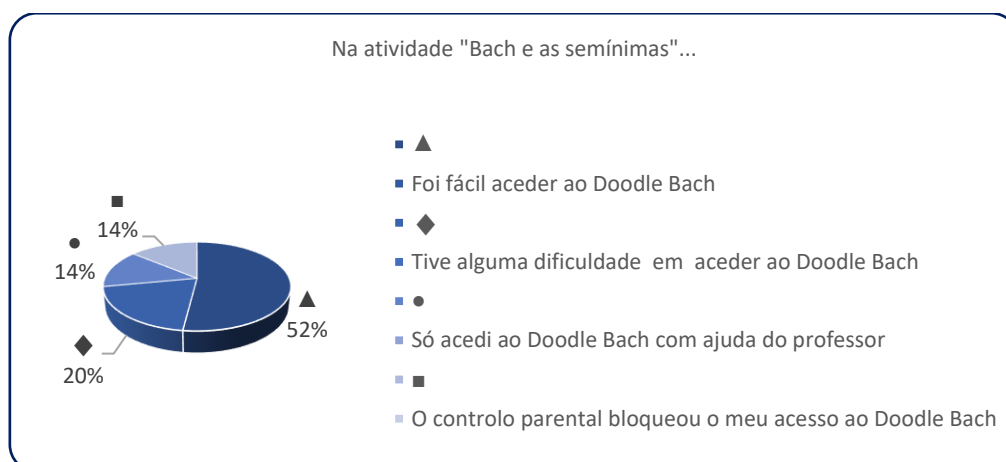 Na atividade "Bach e as semínimas"...
▲
Foi fácil aceder ao Doodle Bach
◆
Tive alguma dificuldade em aceder ao Doodle Bach
●
Só acedi ao Doodle Bach com ajuda do professor
■
O controlo parental bloqueou o meu acesso ao Doodle Bach
■
14%
●
14%
▲
52%
◆
20%